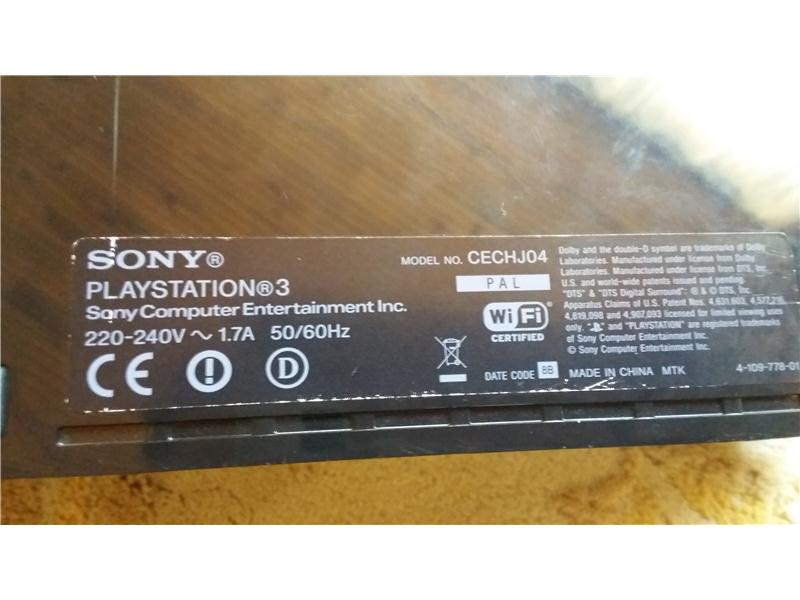 SONY®
PLAYSTATION®3
Sony Computer Entertainment Inc.
220-240V ~ 1.7A 50/60Hz
CE
D
MODEL NO. CECHJ04
PAL
Wi Fi
CERTIFIED
DATE CODE 8B MADE IN CHINA MTK
Dolby and the double-D symbol are trademarks of Dolby
Laboratories. Manufactured under license from Dolby
Laboratories. Manufactured under license from DTS, Inc.
U.S. and world-wide patents issued and pending.
"DTS" & "DTS Digital Surround": ® & © DTS, Inc.
Apparatus Claims of U.S. Patent Nos. 4,631,603, 4,577,216,
4,819,098 and 4,907,093 licensed for limited viewing uses
only. and "PLAYSTATION" are registered trademarks
of Sony Computer Entertainment Inc.
© Sony Computer Entertainment Inc.
4-109-778-01